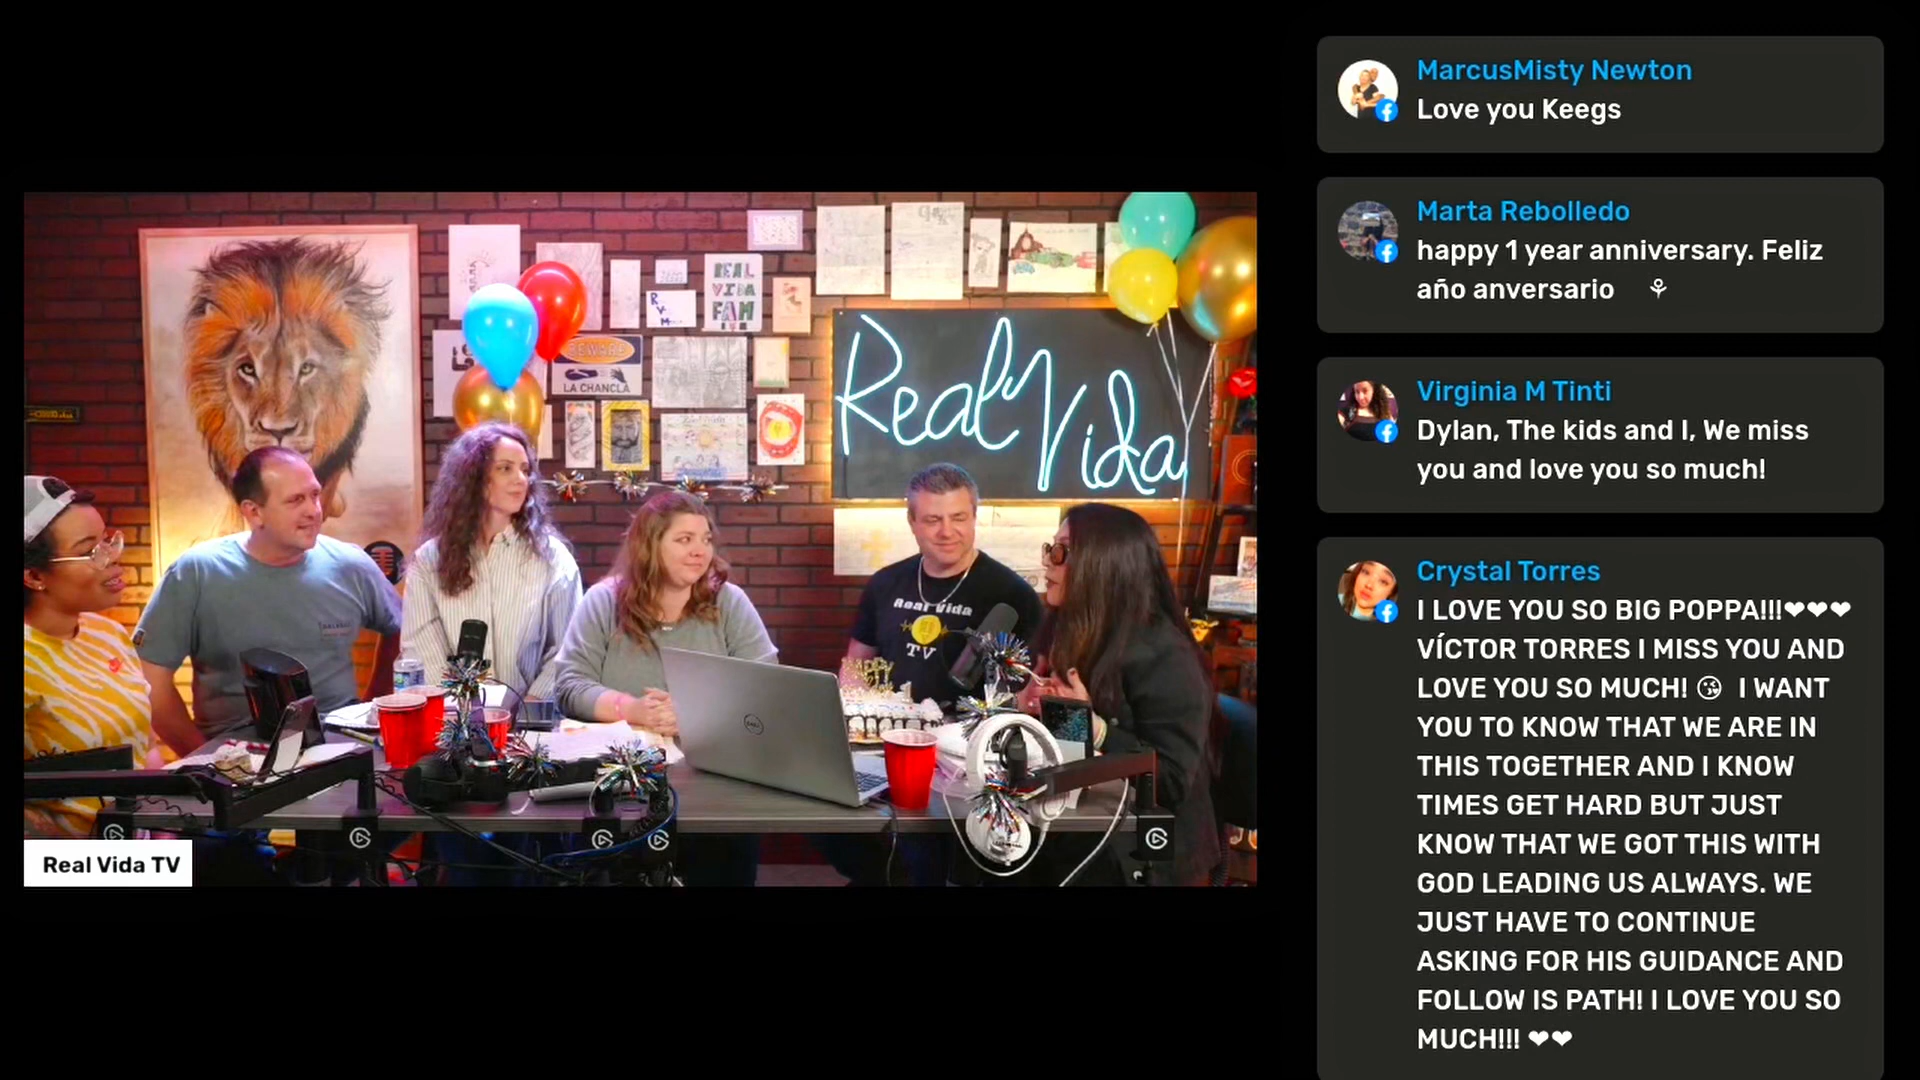 MarcusMisty Newton
Love you Keegs
Marta Rebolledo
happy 1 year anniversary. Feliz
año anversario
Virginia M Tinti
Dylan, The kids and I, We miss
you and love you so much!
Crystal Torres
I LOVE YOU SO BIG POPPA!!!❤❤❤
VÍCTOR TORRES I MISS YOU AND
LOVE YOU SO MUCH! 😘 I WANT
YOU TO KNOW THAT WE ARE IN
THIS TOGETHER AND I KNOW
TIMES GET HARD BUT JUST
KNOW THAT WE GOT THIS WITH
GOD LEADING US ALWAYS. WE
JUST HAVE TO CONTINUE
ASKING FOR HIS GUIDANCE AND
FOLLOW IS PATH! I LOVE YOU SO
MUCH!!! ❤❤
REAL
VIDA
FAM
BEWARE
LA CHANCLA
Real Vida
Real Vida
TV
HAPPY
DELL
Real Vida TV